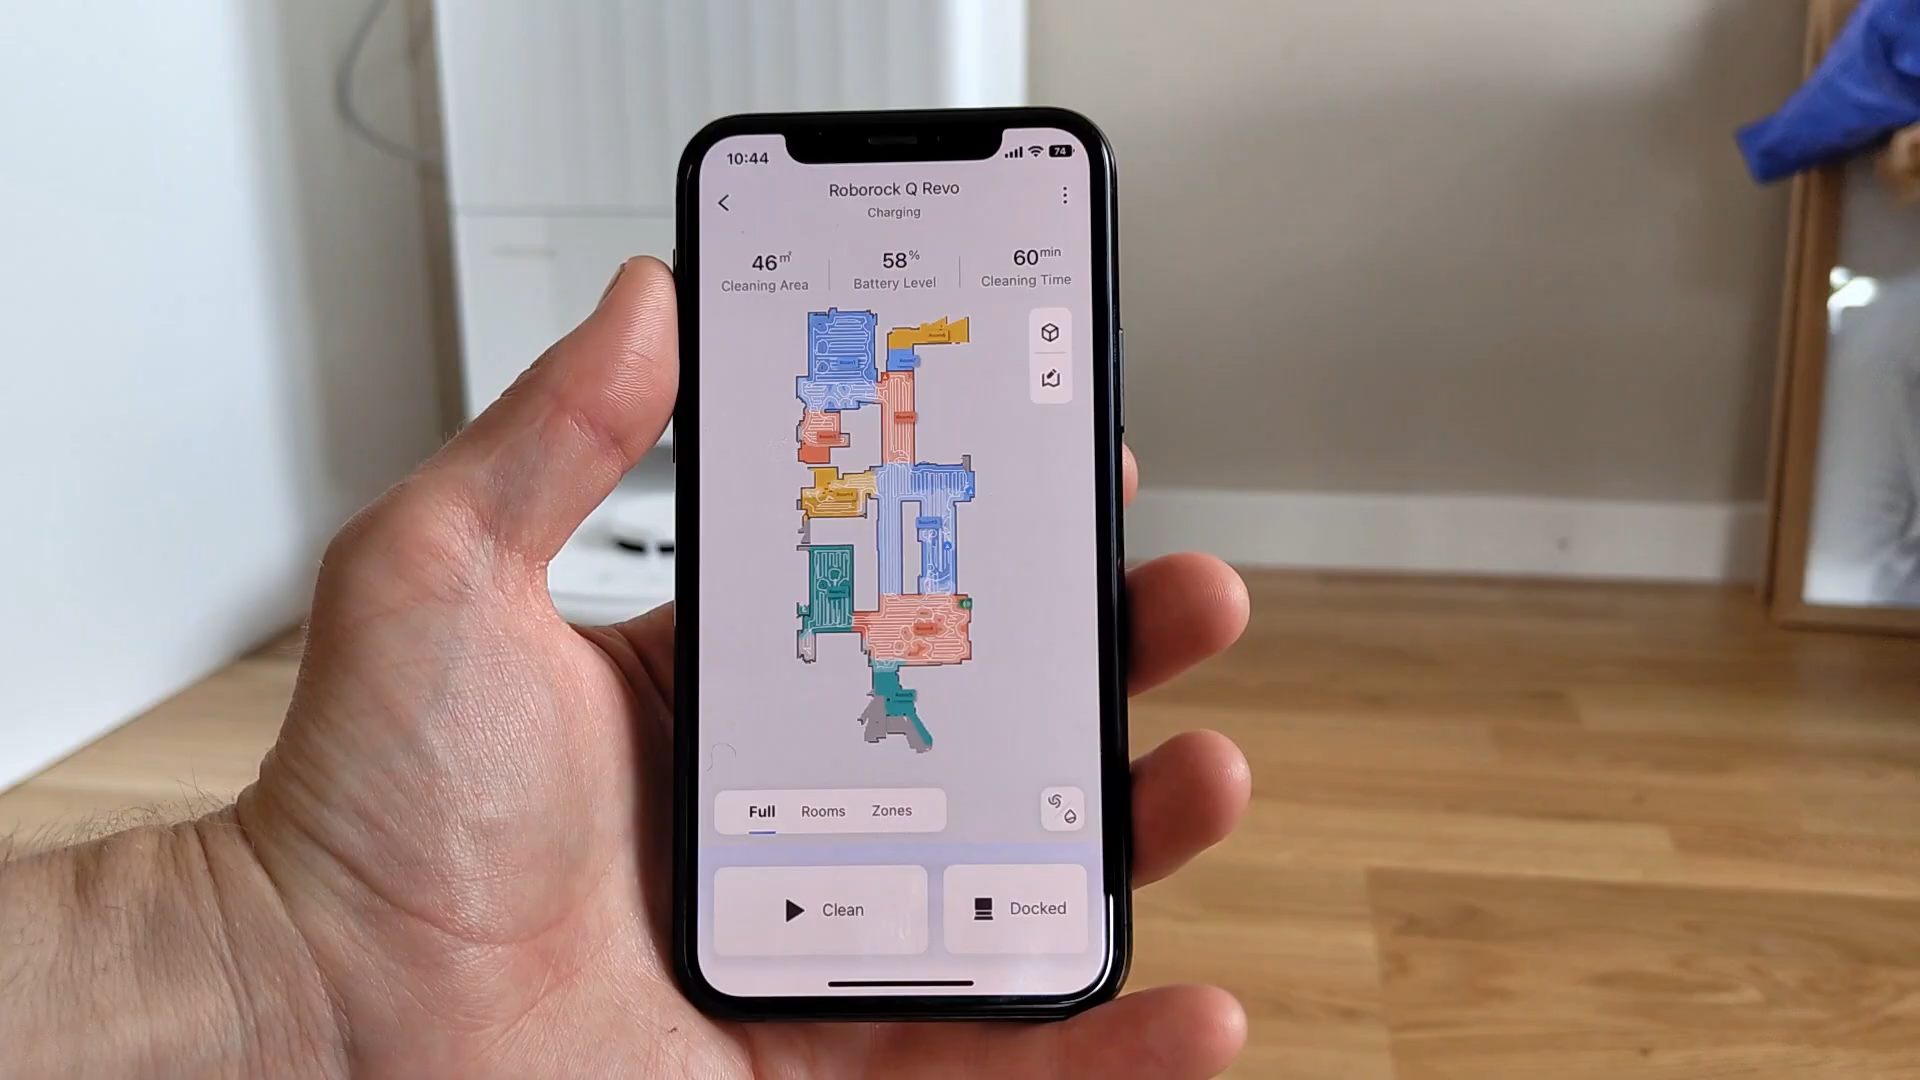 10:44
74
Roborock Q Revo
Charging
46㎡ 58% 60min
Cleaning Area Battery Level Cleaning Time
Full Rooms Zones
Clean Docked